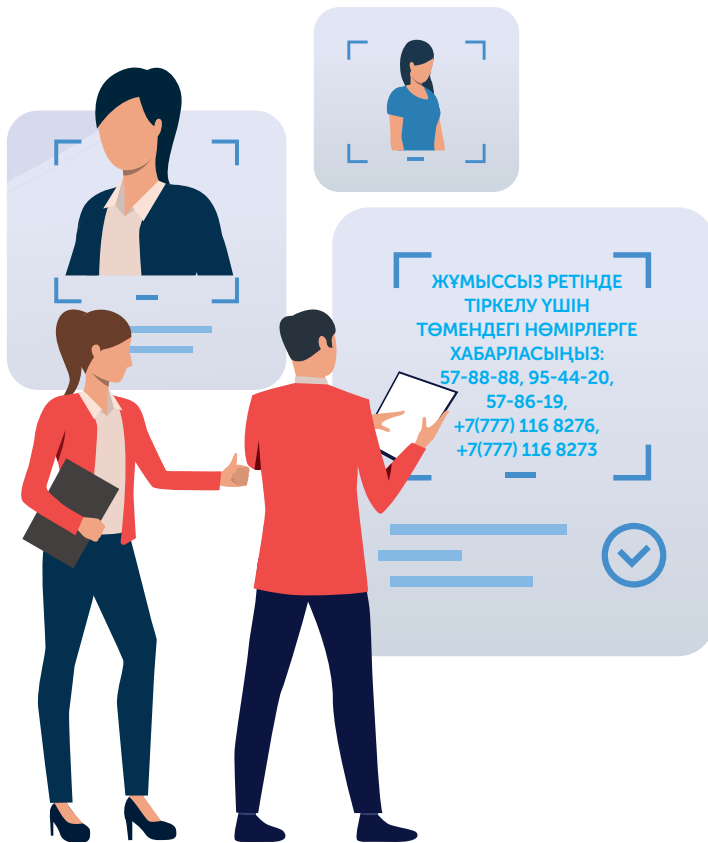 ЖҰМЫССЫЗ РЕТІНДЕ
ТІРКЕЛУ ҮШІН
ТӨМЕНДЕГІ НӨМІРЛЕРГЕ
ХАБАРЛАСЫҢЫЗ:
57-88-88, 95-44-20,
57-86-19,
+7(777) 116 8276,
+7(777) 116 8273